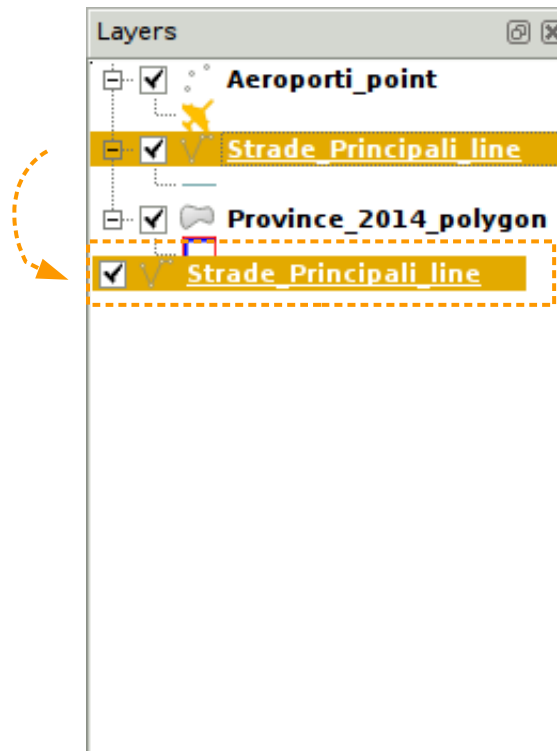 Layers
Aeroporti_point
Strade_Principali_line
Province_2014_polygon
Strade_Principali_line